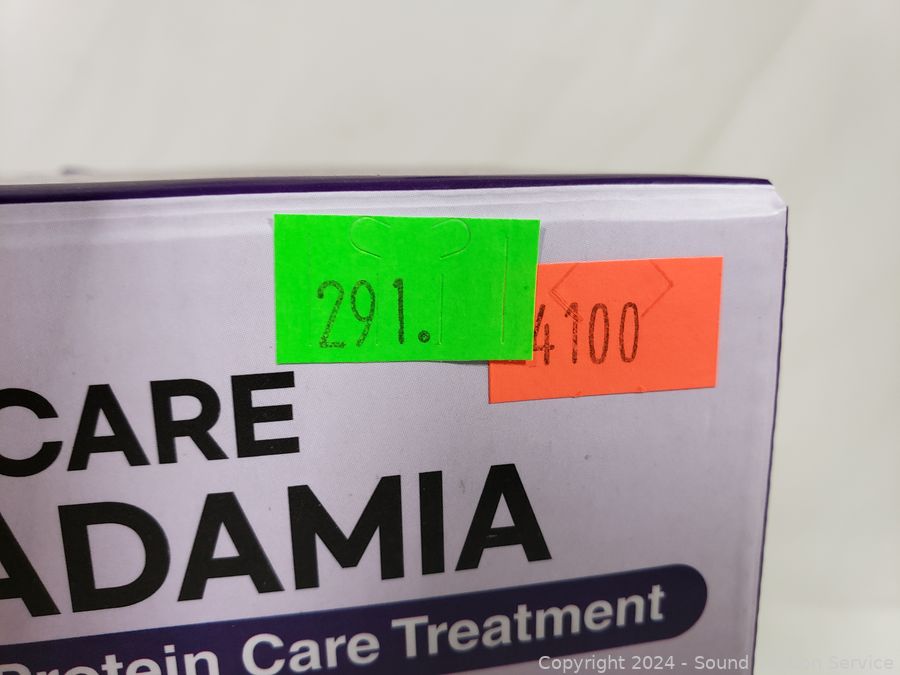 291.
4100
CARE
ADAMIA
Protein Care Treatment
Copyright 2024 - Sound on Service